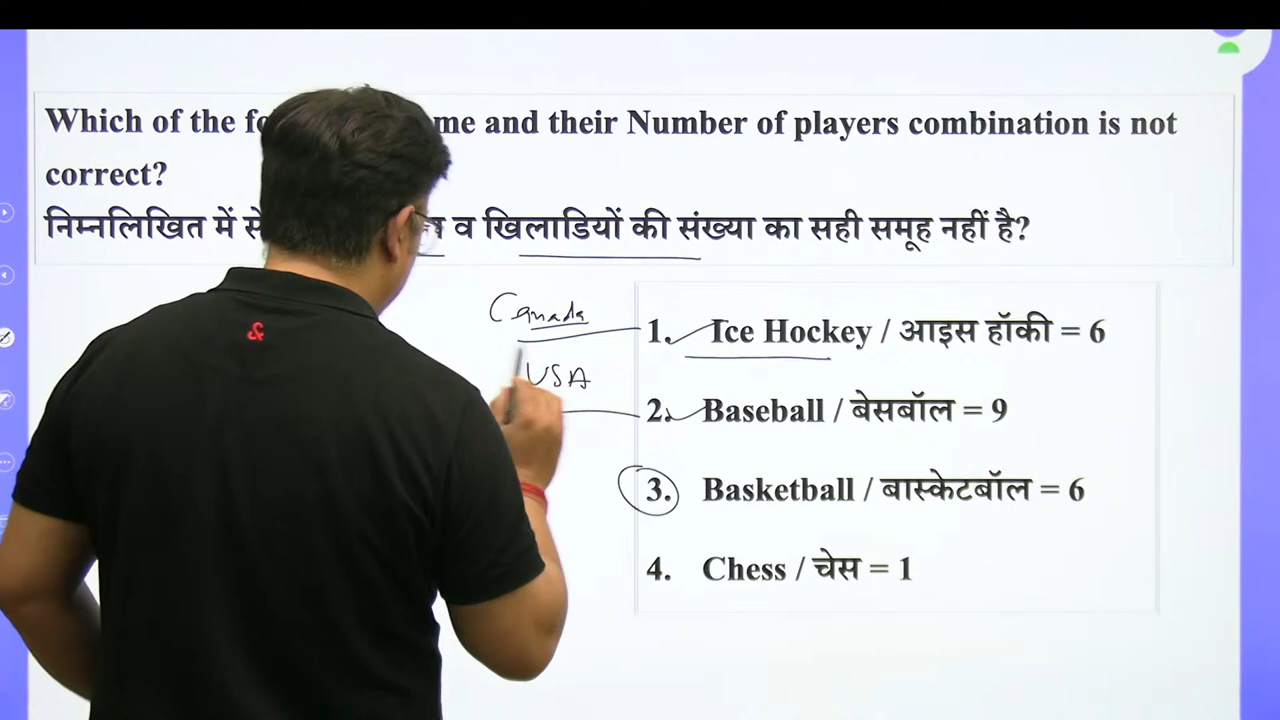 Which of the fo me and their Number of players combination is not
correct?
निम्नलिखित में से व खिलाडियों की संख्या का सही समूह नहीं है?
Canada
1. Ice Hockey / आइस हॉकी = 6
USA
2. Baseball / बेसबॉल = 9
3. Basketball / बास्केटबॉल = 6
4. Chess / चेस = 1
&